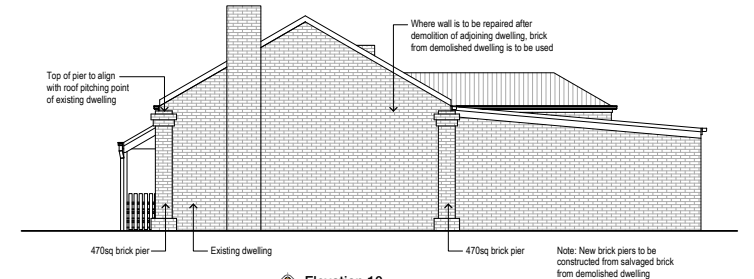 Where wall is to be repaired after
demolition of adjoining dwelling, brick
from demolished dwelling is to be used
Top of pier to align
with roof pitching point
of existing dwelling
470sq brick pier
Existing dwelling
470sq brick pier
Note: New brick piers to be
constructed from salvaged brick
from demolished dwelling